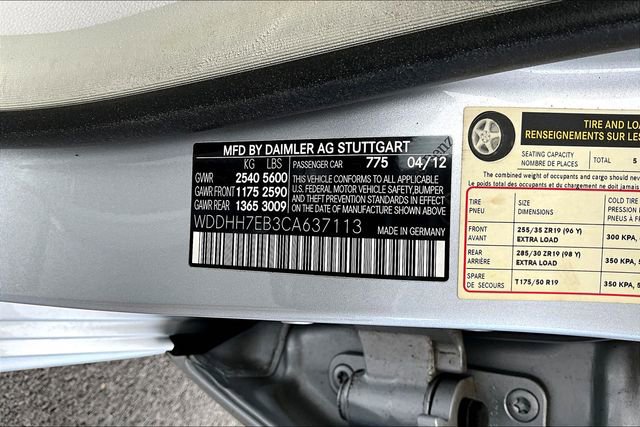 MFD BY DAIMLER AG STUTTGART
KG LBS PASSENGER CAR 775 04/12
GVWR 2540 5600
GAWR FRONT 1175 2590
GAWR REAR 1365 3009
THIS VEHICLE CONFORMS TO ALL APPLICABLE
U.S. FEDERAL MOTOR VEHICLE SAFETY, BUMPER
AND THEFT PREVENTION STANDARDS IN EFFECT
ON THE DATE OF MANUFACTURE SHOWN ABOVE.
WDDHH7EB3CA637113 MADE IN GERMANY
TIRE AND LOA
RENSEIGNEMENTS SUR LES
SEATING CAPACITY
NOMBRE DE PLACES TOTAL 5
The combined weight of occupants and cargo
Le poids total des occupants et du chargement ne doit jamais
TIRE SIZE COLD TIRE
PNEU DIMENSIONS
FRONT 255/35 ZR19 (96 Y) 300 KPA,
AVANT EXTRA LOAD
REAR 285/30 ZR19 (98 Y) 350 KPA, 5
ARRIÈRE EXTRA LOAD
SPARE T175/50 R19 350 KPA, 5
DE SECOURS